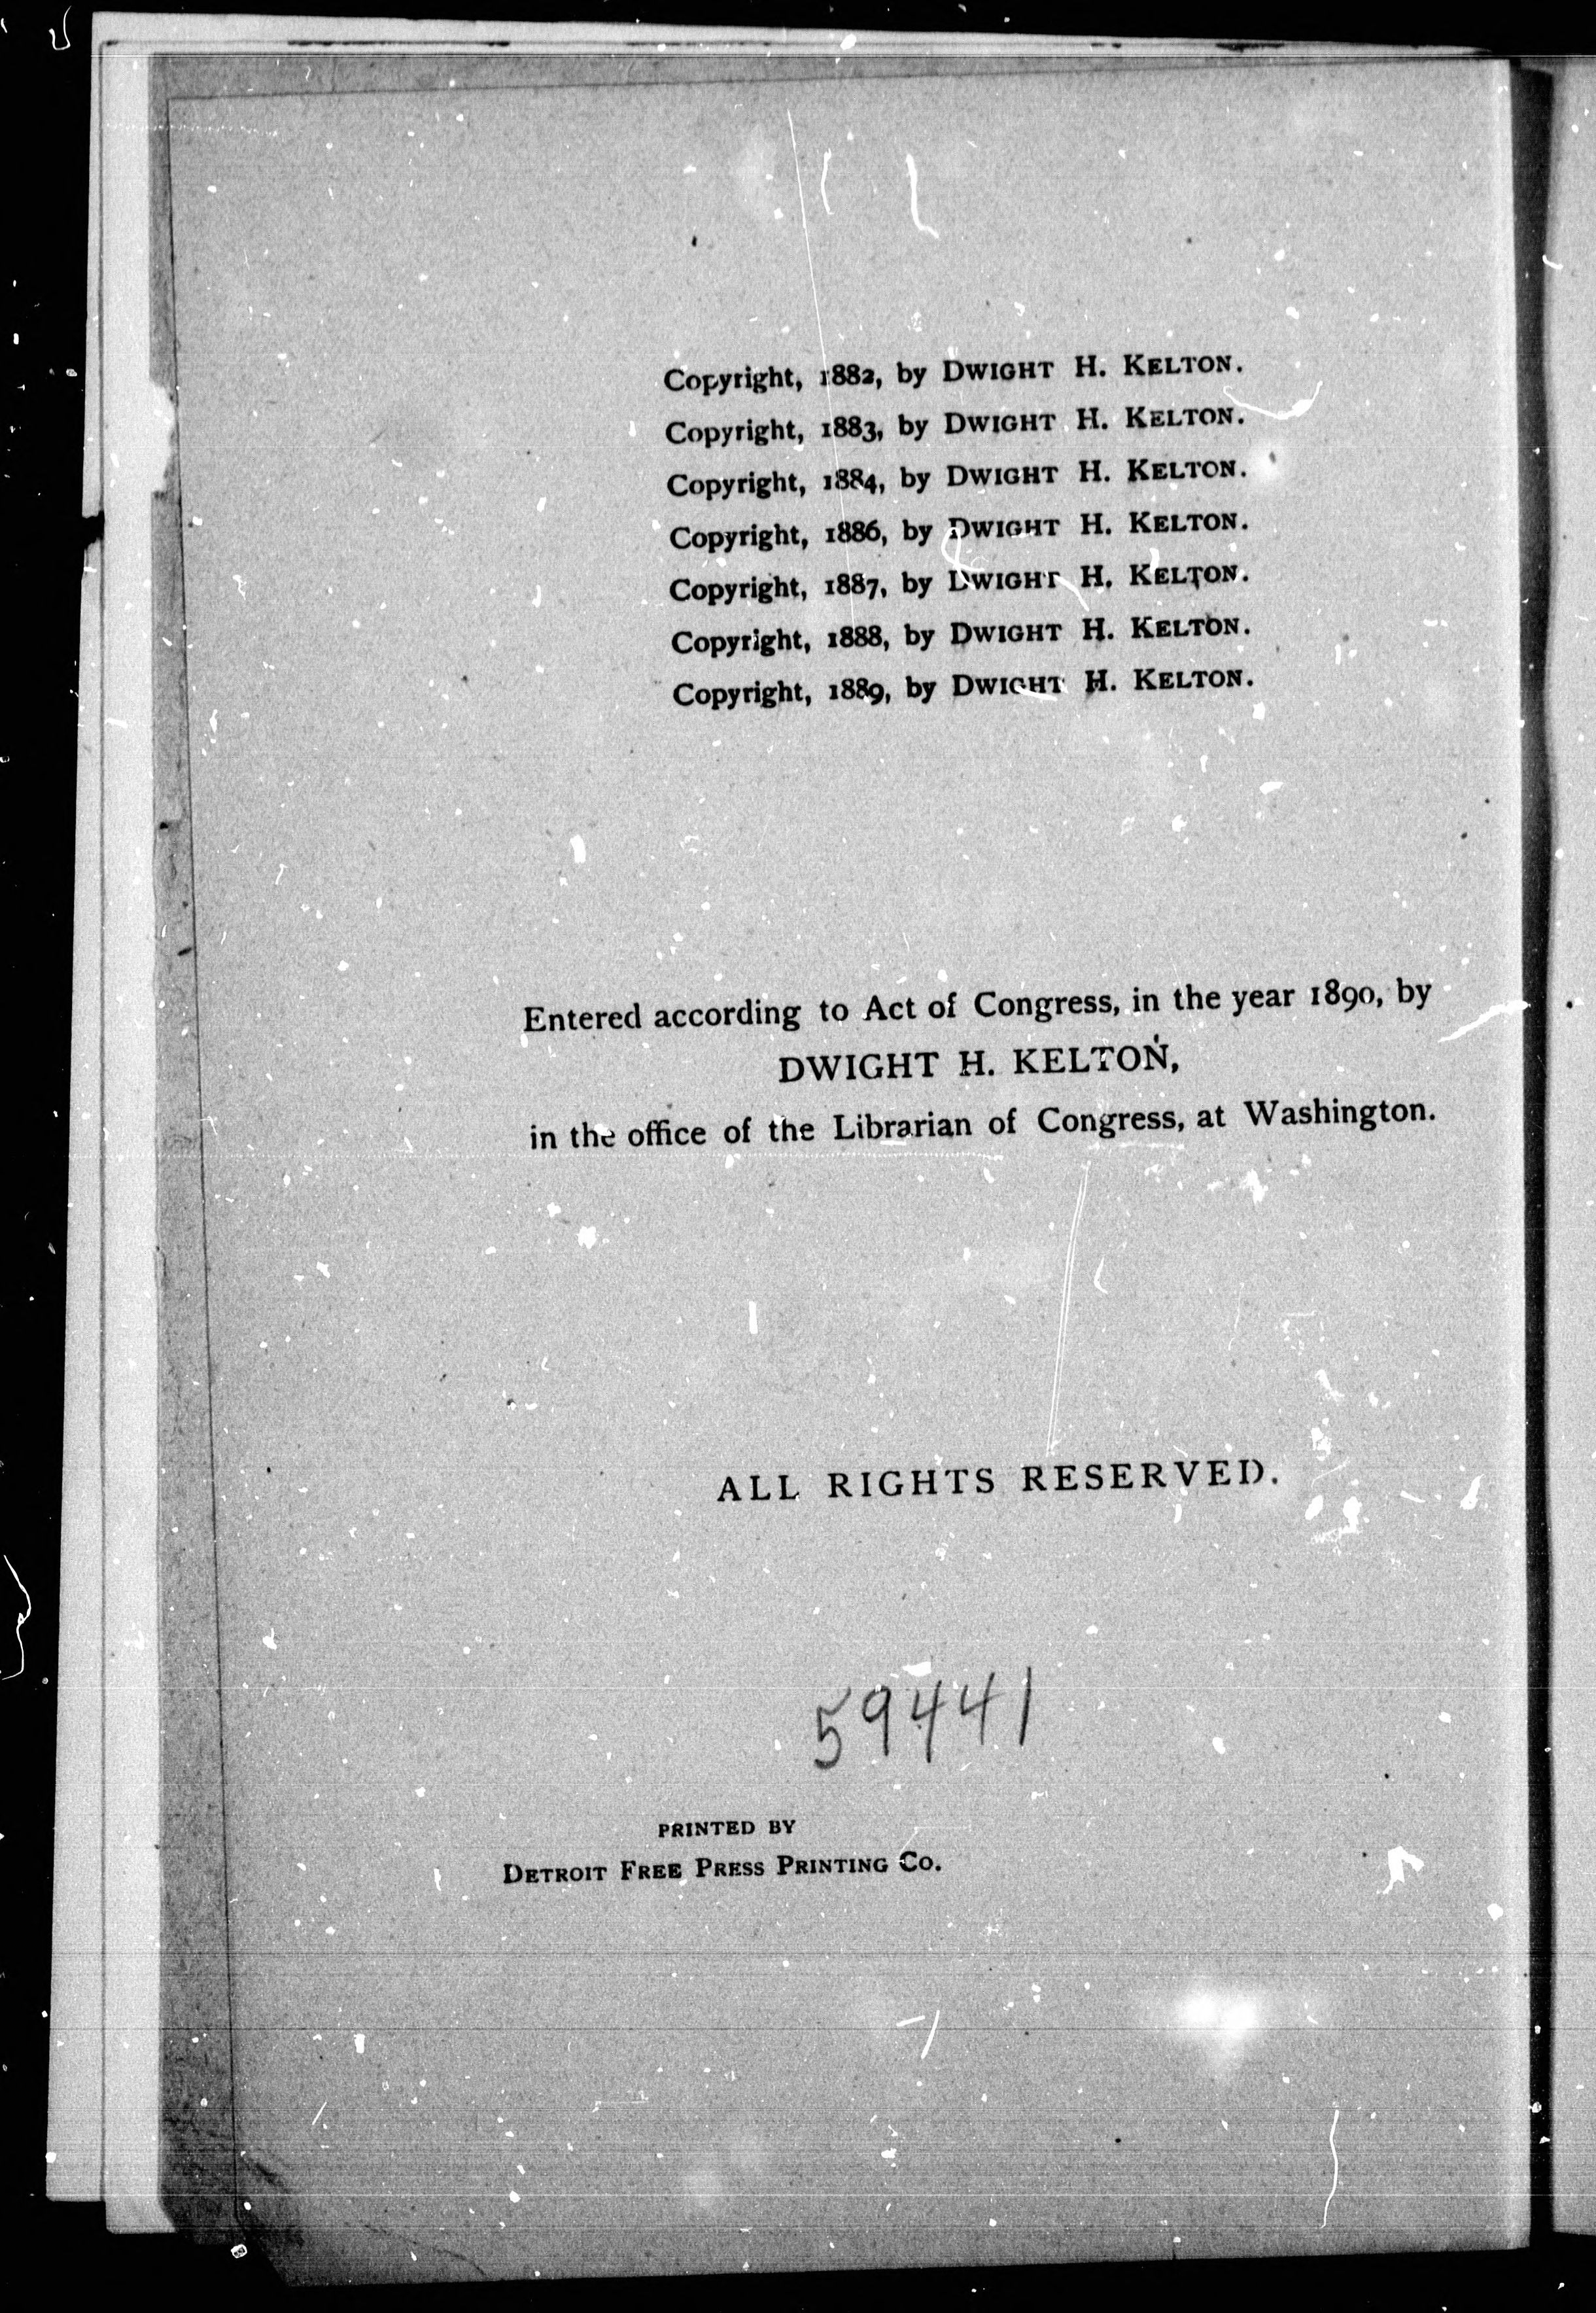 Copyright, 1882, by DWIGHT H. KELTON.
Copyright, 1883, by DWIGHT H. KELTON.
Copyright, 1884, by DWIGHT H. KELTON.
Copyright, 1886, by DWIGHT H. KELTON.
Copyright, 1887, by DWIGHT H. KELTON.
Copyright, 1888, by DWIGHT H. KELTON.
Copyright, 1889, by DWIGHT H. KELTON.
Entered according to Act of Congress, in the year 1890, by
DWIGHT H. KELTON,
in the office of the Librarian of Congress, at Washington.
ALL RIGHTS RESERVED.
59441
PRINTED BY
DETROIT FREE PRESS PRINTING CO.